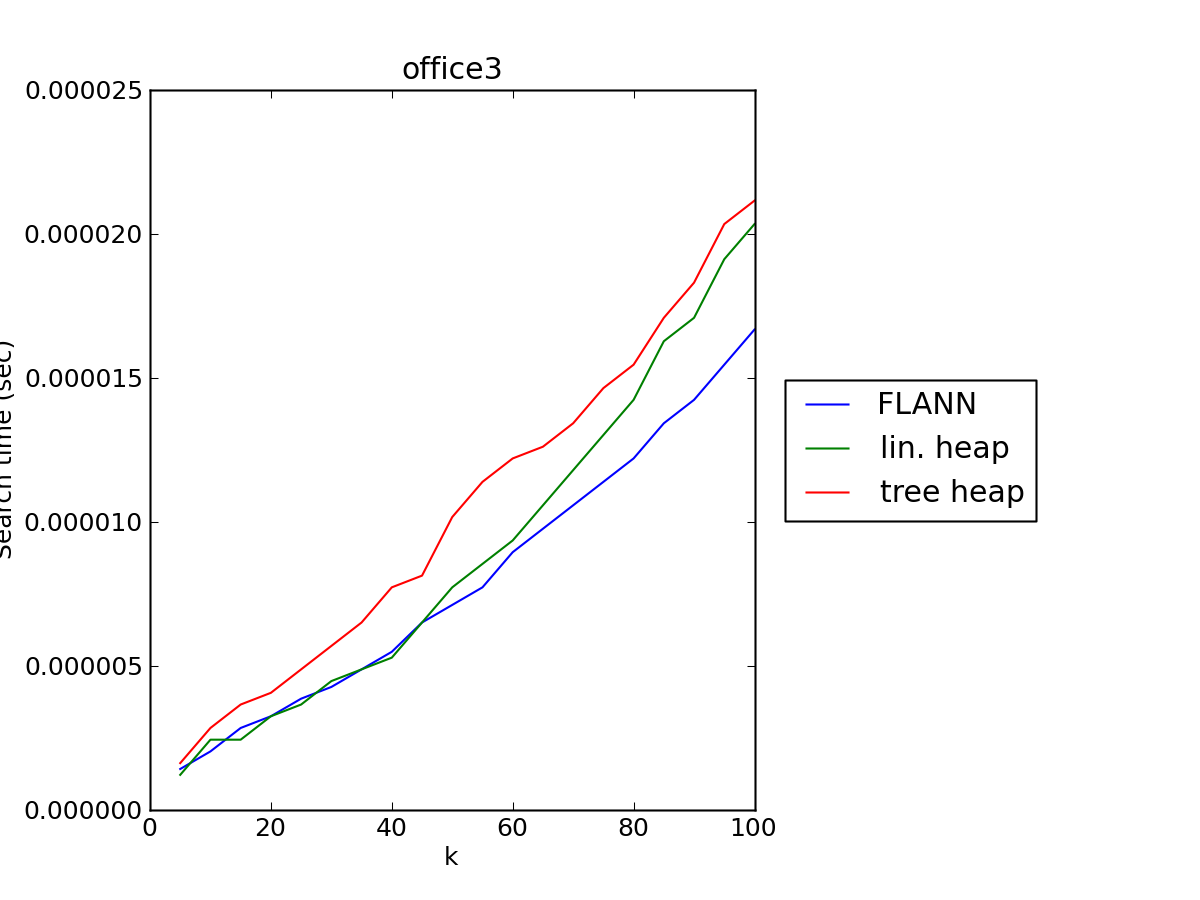 office3
0.000025
0.000020
0.000015
0.000010
0.000005
0.000000
0 20 40 60 80 100
k
Search time (sec)
FLANN
lin. heap
tree heap